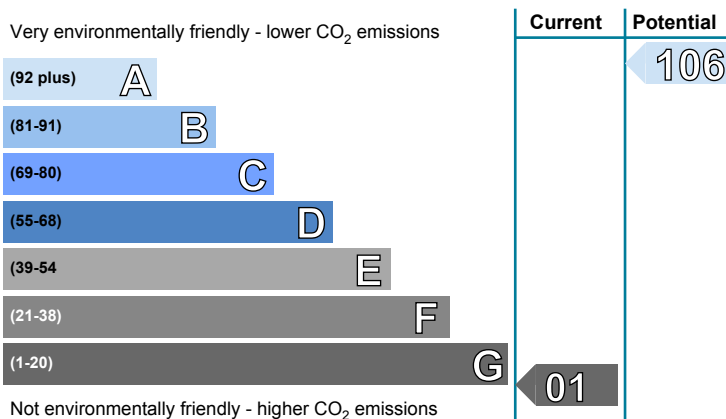 Current Potential
Very environmentally friendly - lower CO2 emissions
106
(92 plus) A
(81-91) B
(69-80) C
(55-68) D
(39-54 E
(21-38) F
(1-20) G
01
Not environmentally friendly - higher CO2 emissions